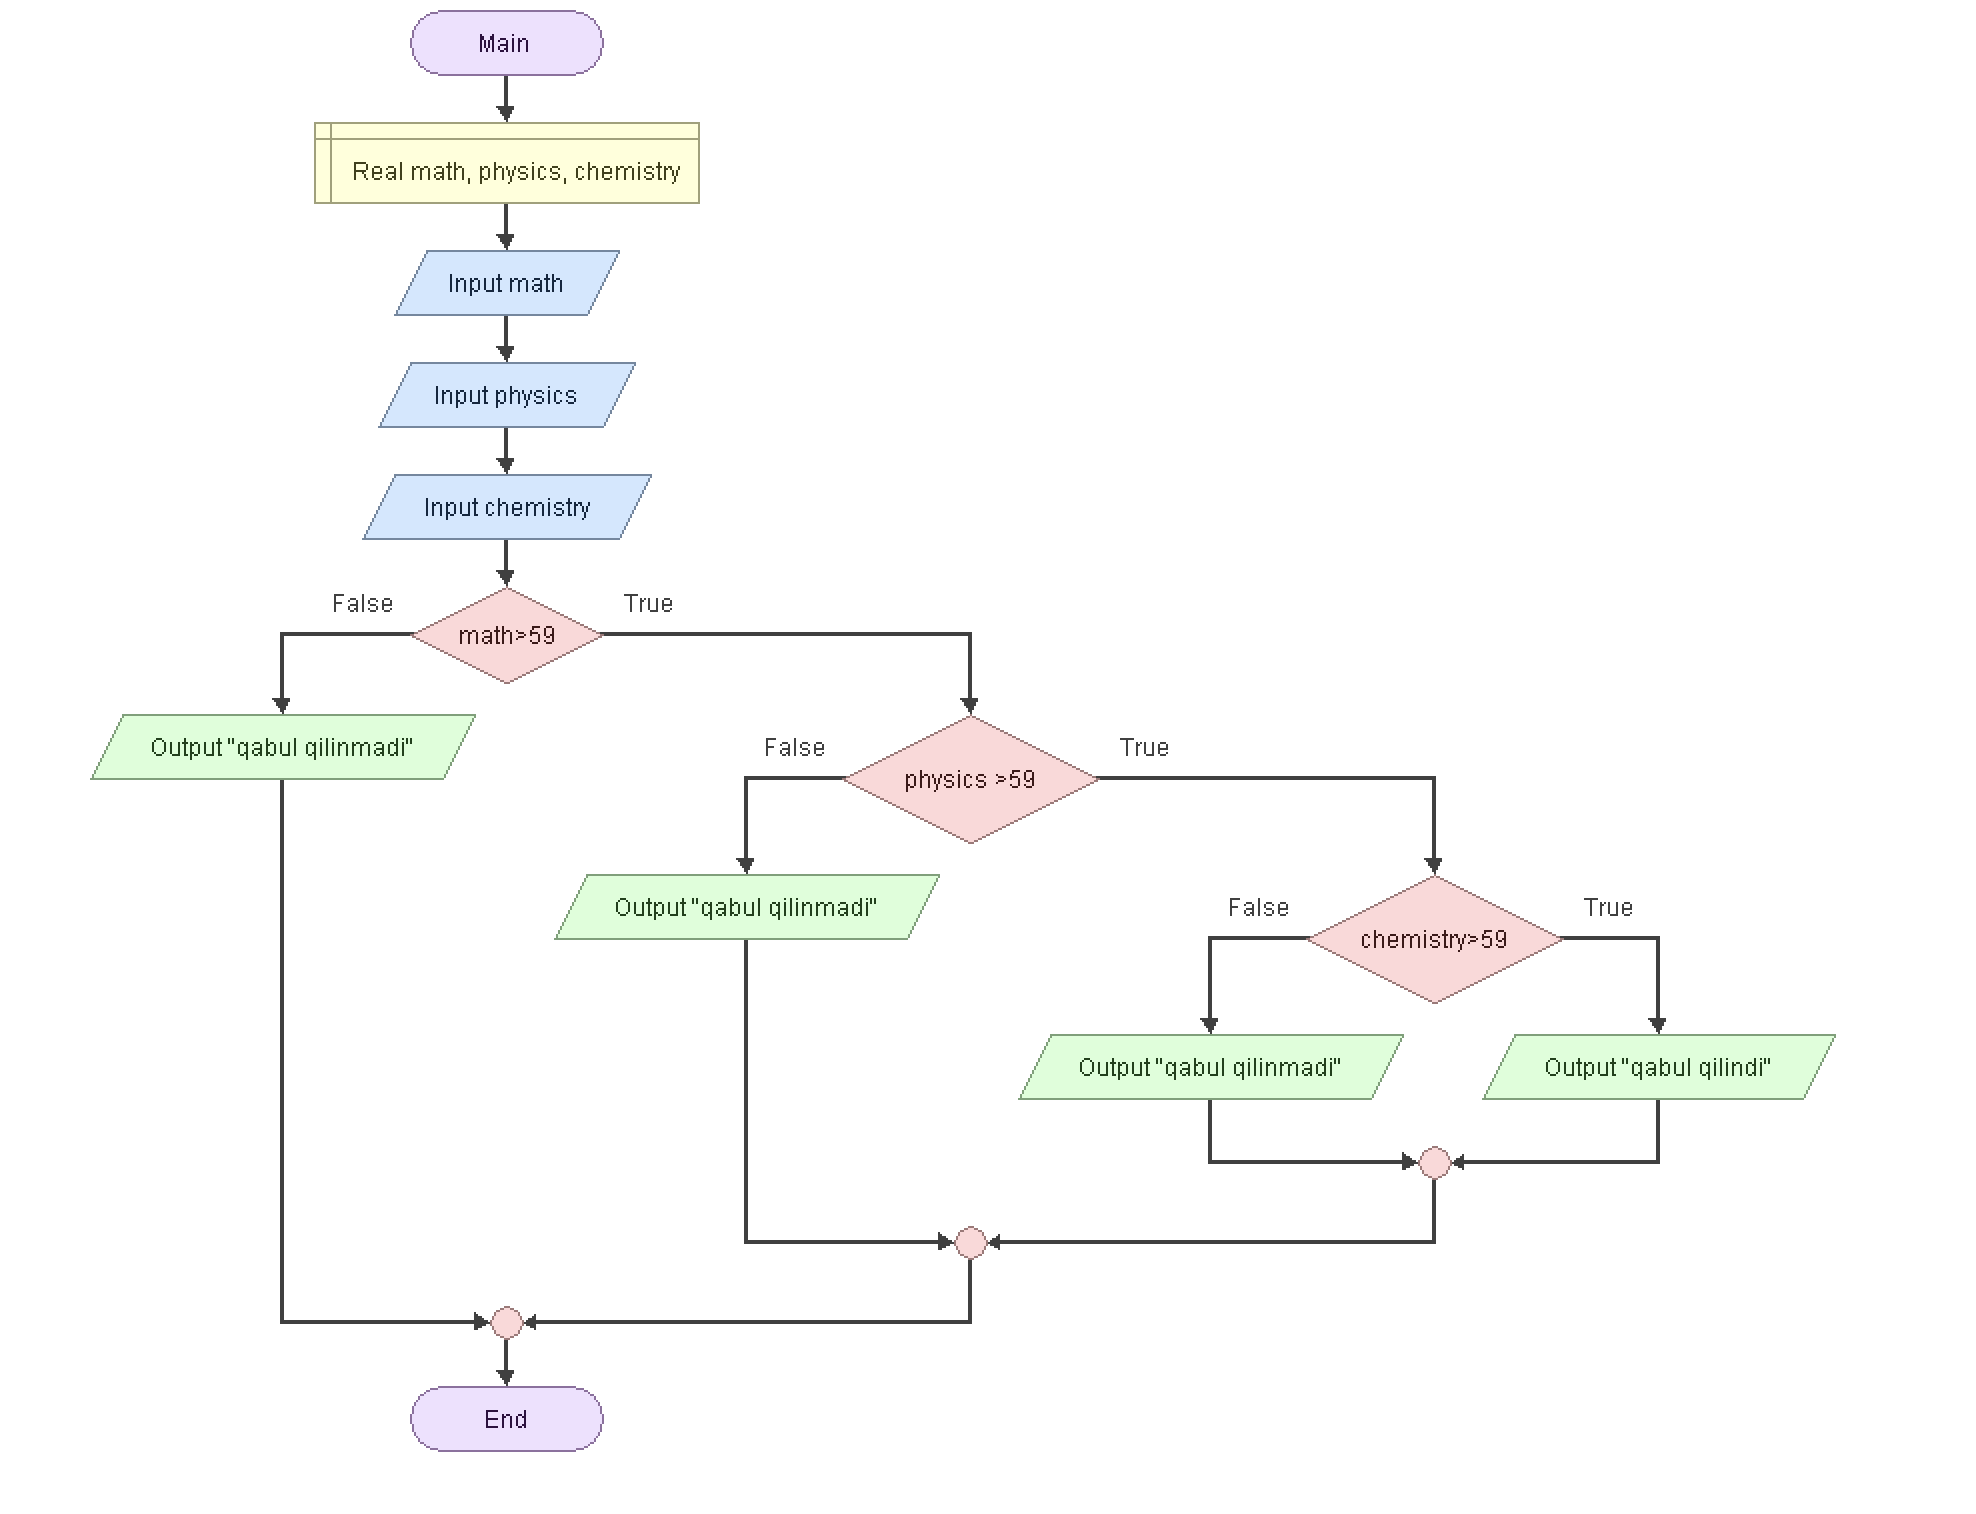 Main
Real math, physics, chemistry
Input math
Input physics
Input chemistry
False
True
math>59
Output "qabul qilinmadi"
False
True
physics >59
Output "qabul qilinmadi"
False
True
chemistry>59
Output "qabul qilinmadi"
Output "qabul qilindi"
End